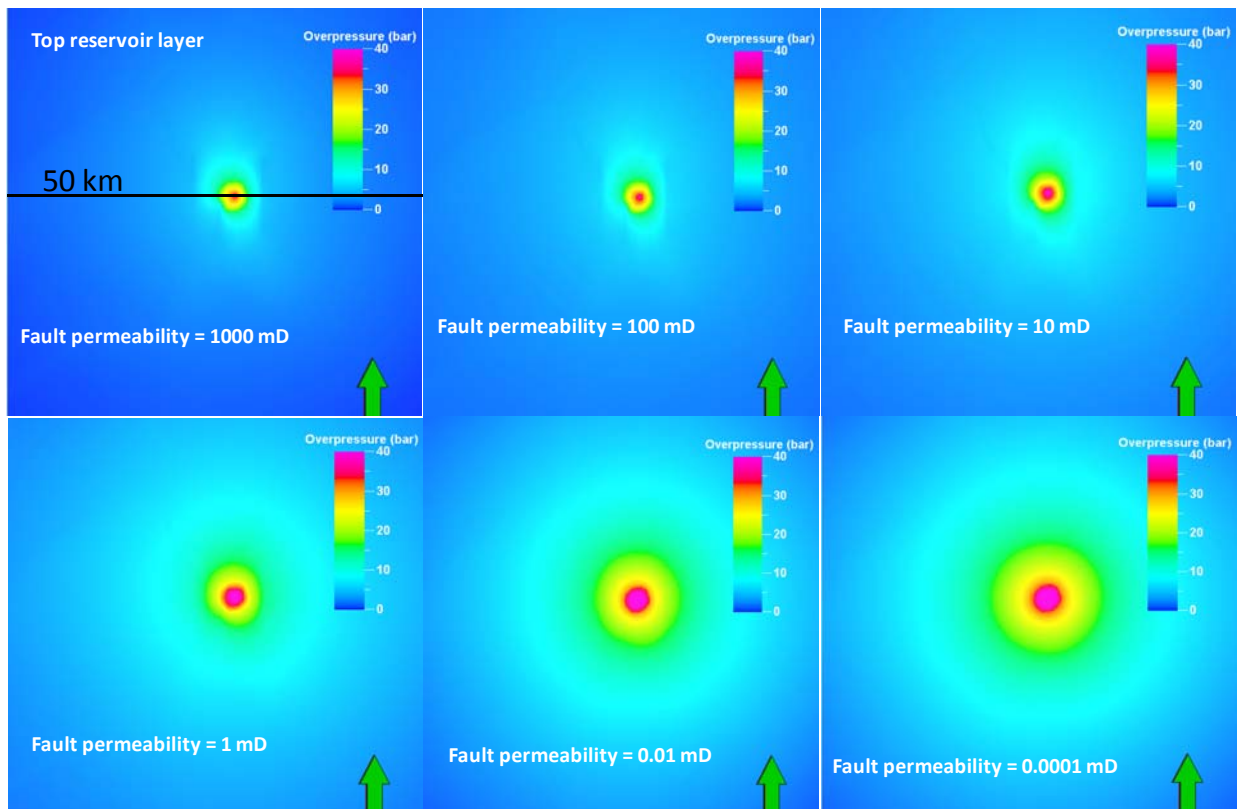 Top reservoir layer
Overpressure (bar)
40
30
20
10
0
50 km
Fault permeability = 1000 mD
Overpressure (bar)
40
30
20
10
0
Fault permeability = 100 mD
Overpressure (bar)
40
30
20
10
0
Fault permeability = 10 mD
Overpressure (bar)
40
30
20
10
0
Fault permeability = 1 mD
Overpressure (bar)
40
30
20
10
0
Fault permeability = 0.01 mD
Overpressure (bar)
40
30
20
10
0
Fault permeability = 0.0001 mD